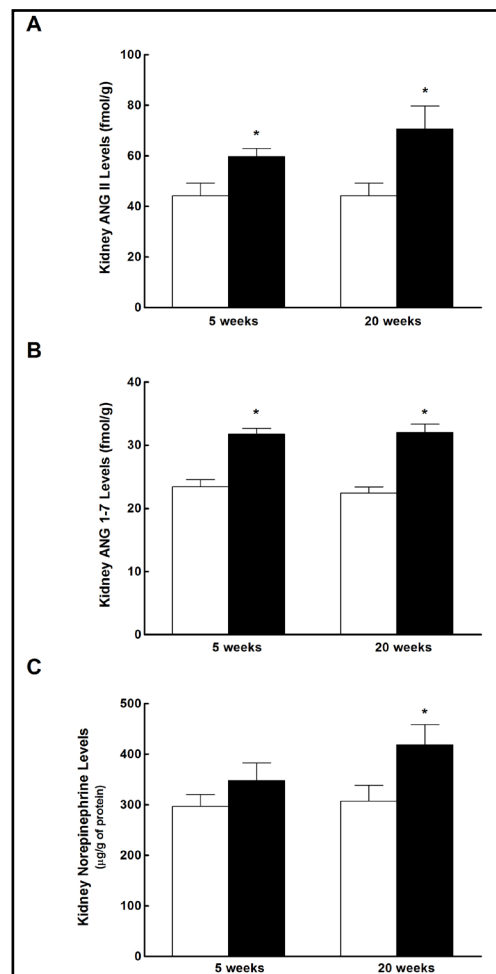 A
Kidney ANG II Levels (fmol/g)
100
80
60
40
20
0
*
*
5 weeks
20 weeks
B
Kidney ANG 1-7 Levels (fmol/g)
40
30
20
10
0
*
*
5 weeks
20 weeks
C
Kidney Norepinephrine Levels
(µg/g of protein)
500
400
300
200
100
0
*
5 weeks
20 weeks